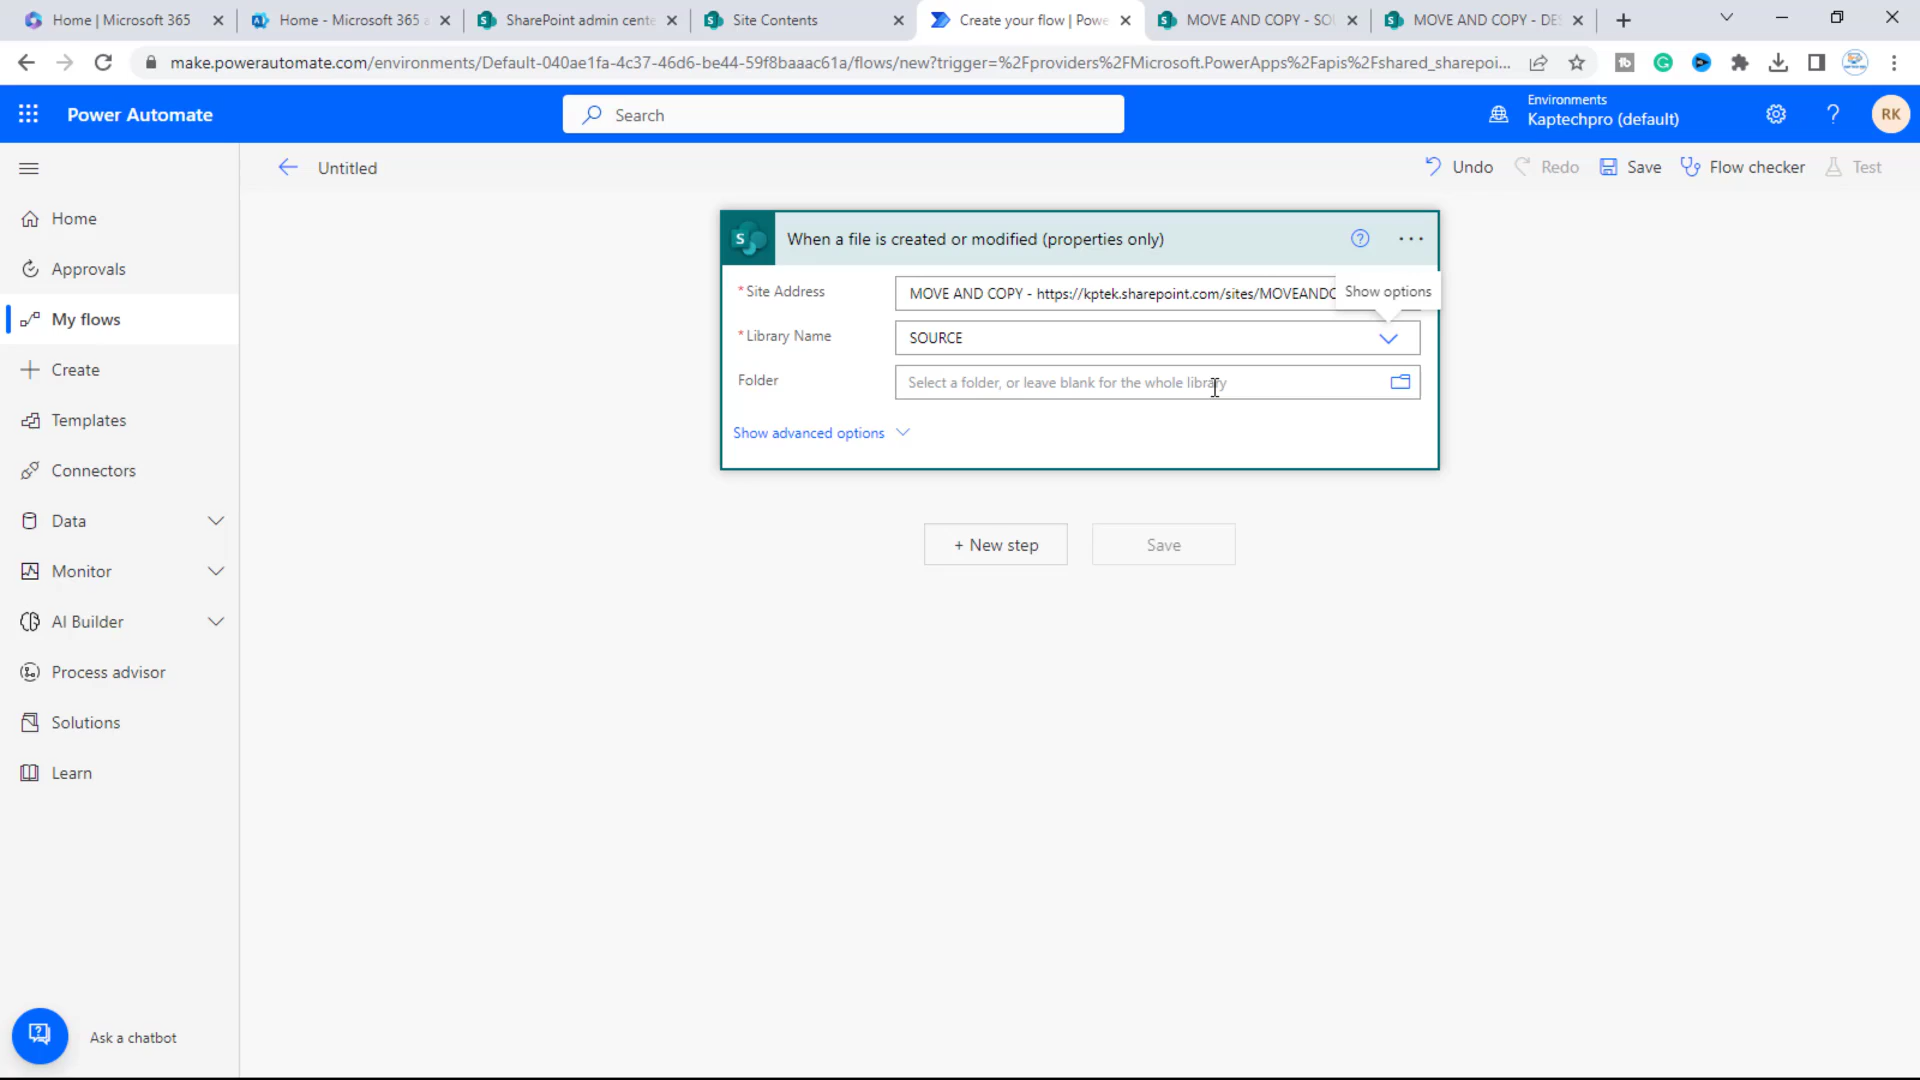 Home | Microsoft 365
Home - Microsoft 365 a
SharePoint admin cente
Site Contents
Create your flow | Powe
MOVE AND COPY - SOU
MOVE AND COPY - DES
make.powerautomate.com/environments/Default-040ae1fa-4c37-46d6-be44-59f8baaac61a/flows/new?trigger=%2Fproviders%2FMicrosoft.PowerApps%2Fapis%2Fshared_sharepoi...
Power Automate
Search
Environments
Kaptechpro (default)
RK
Untitled
Undo
Redo
Save
Flow checker
Test
Home
Approvals
My flows
Create
Templates
Connectors
Data
Monitor
AI Builder
Process advisor
Solutions
Learn
Ask a chatbot
When a file is created or modified (properties only)
* Site Address
MOVE AND COPY - https://kptek.sharepoint.com/sites/MOVEANDC
Show options
* Library Name
SOURCE
Folder
Select a folder, or leave blank for the whole library
Show advanced options
+ New step
Save